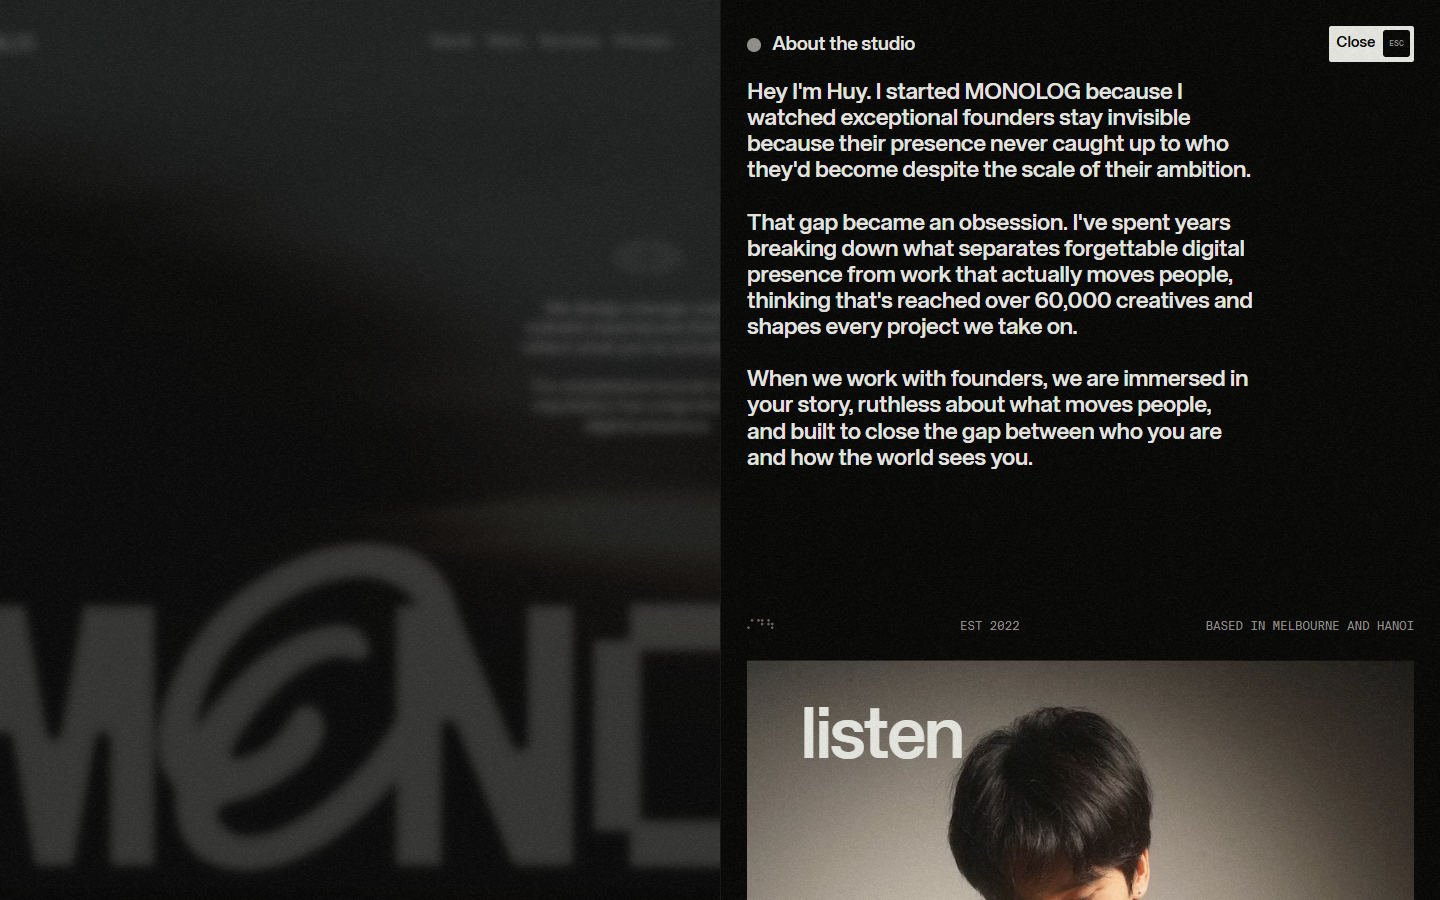 About the studio
Close ESC
Hey I'm Huy. I started MONOLOG because I
watched exceptional founders stay invisible
because their presence never caught up to who
they'd become despite the scale of their ambition.
That gap became an obsession. I've spent years
breaking down what separates forgettable digital
presence from work that actually moves people,
thinking that's reached over 60,000 creatives and
shapes every project we take on.
When we work with founders, we are immersed in
your story, ruthless about what moves people,
and built to close the gap between who you are
and how the world sees you.
EST 2022
BASED IN MELBOURNE AND HANOI
listen